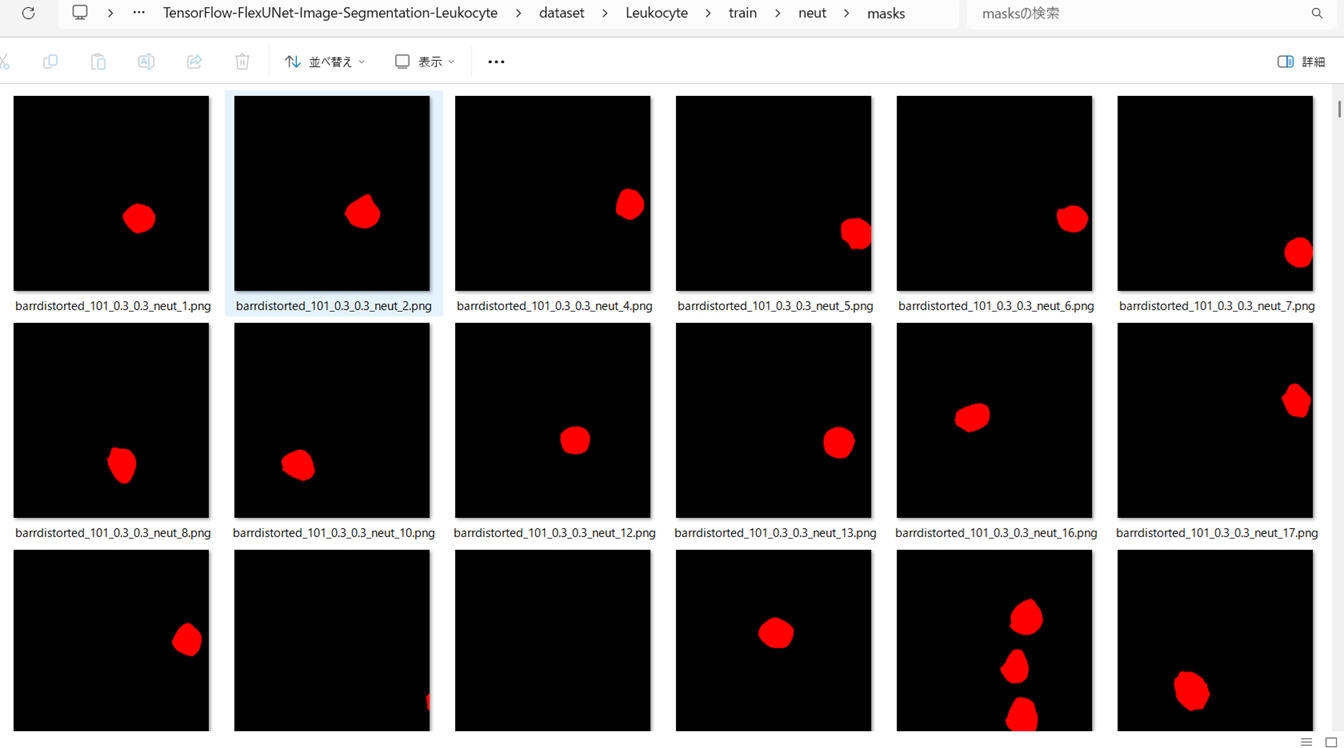 TensorFlow-FlexUNet-Image-Segmentation-Leukocyte > dataset > Leukocyte > train > neut > masks
masksの検索
並べ替え
表示
詳細
barrdistorted_101_0.3_0.3_neut_1.png
barrdistorted_101_0.3_0.3_neut_2.png
barrdistorted_101_0.3_0.3_neut_4.png
barrdistorted_101_0.3_0.3_neut_5.png
barrdistorted_101_0.3_0.3_neut_6.png
barrdistorted_101_0.3_0.3_neut_7.png
barrdistorted_101_0.3_0.3_neut_8.png
barrdistorted_101_0.3_0.3_neut_10.png
barrdistorted_101_0.3_0.3_neut_12.png
barrdistorted_101_0.3_0.3_neut_13.png
barrdistorted_101_0.3_0.3_neut_16.png
barrdistorted_101_0.3_0.3_neut_17.png